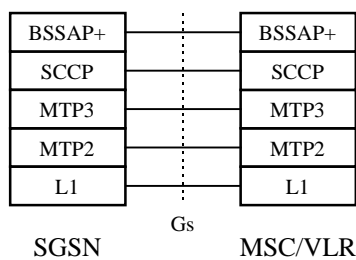 BSSAP+ BSSAP+
SCCP SCCP
MTP3 MTP3
MTP2 MTP2
L1 L1
Gs
SGSN MSC/VLR